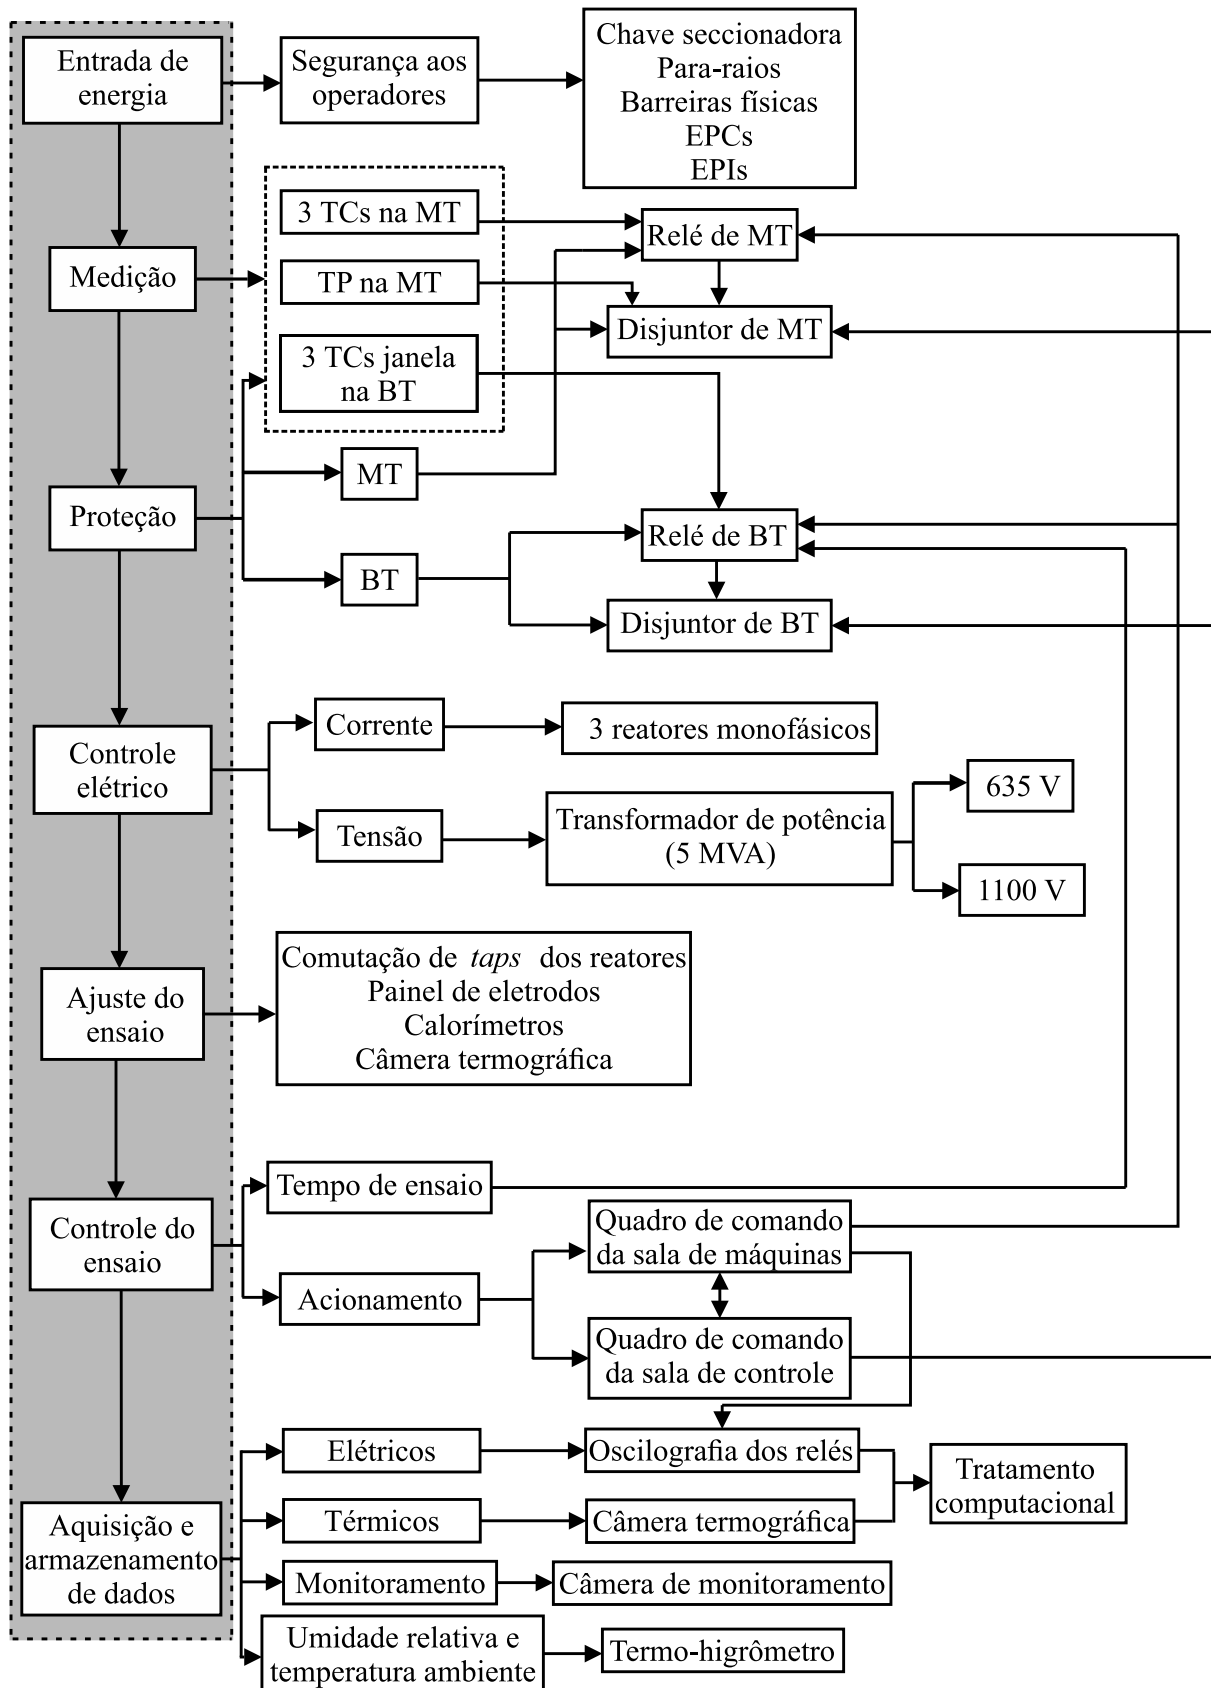 Entrada de
energia
Segurança aos
operadores
Chave seccionadora
Para-raios
Barreiras físicas
EPCs
EPIs
Medição
3 TCs na MT
TP na MT
3 TCs janela
na BT
Relé de MT
Disjuntor de MT
Proteção
MT
BT
Relé de BT
Disjuntor de BT
Controle
elétrico
Corrente
3 reatores monofásicos
Tensão
Transformador de potência
(5 MVA)
635 V
1100 V
Ajuste do
ensaio
Comutação de taps dos reatores
Painel de eletrodos
Calorímetros
Câmera termográfica
Controle do
ensaio
Tempo de ensaio
Acionamento
Quadro de comando
da sala de máquinas
Quadro de comando
da sala de controle
Aquisição e
armazenamento
de dados
Elétricos
Oscilografia dos relés
Térmicos
Câmera termográfica
Tratamento
computacional
Monitoramento
Câmera de monitoramento
Umidade relativa e
temperatura ambiente
Termo-higrômetro